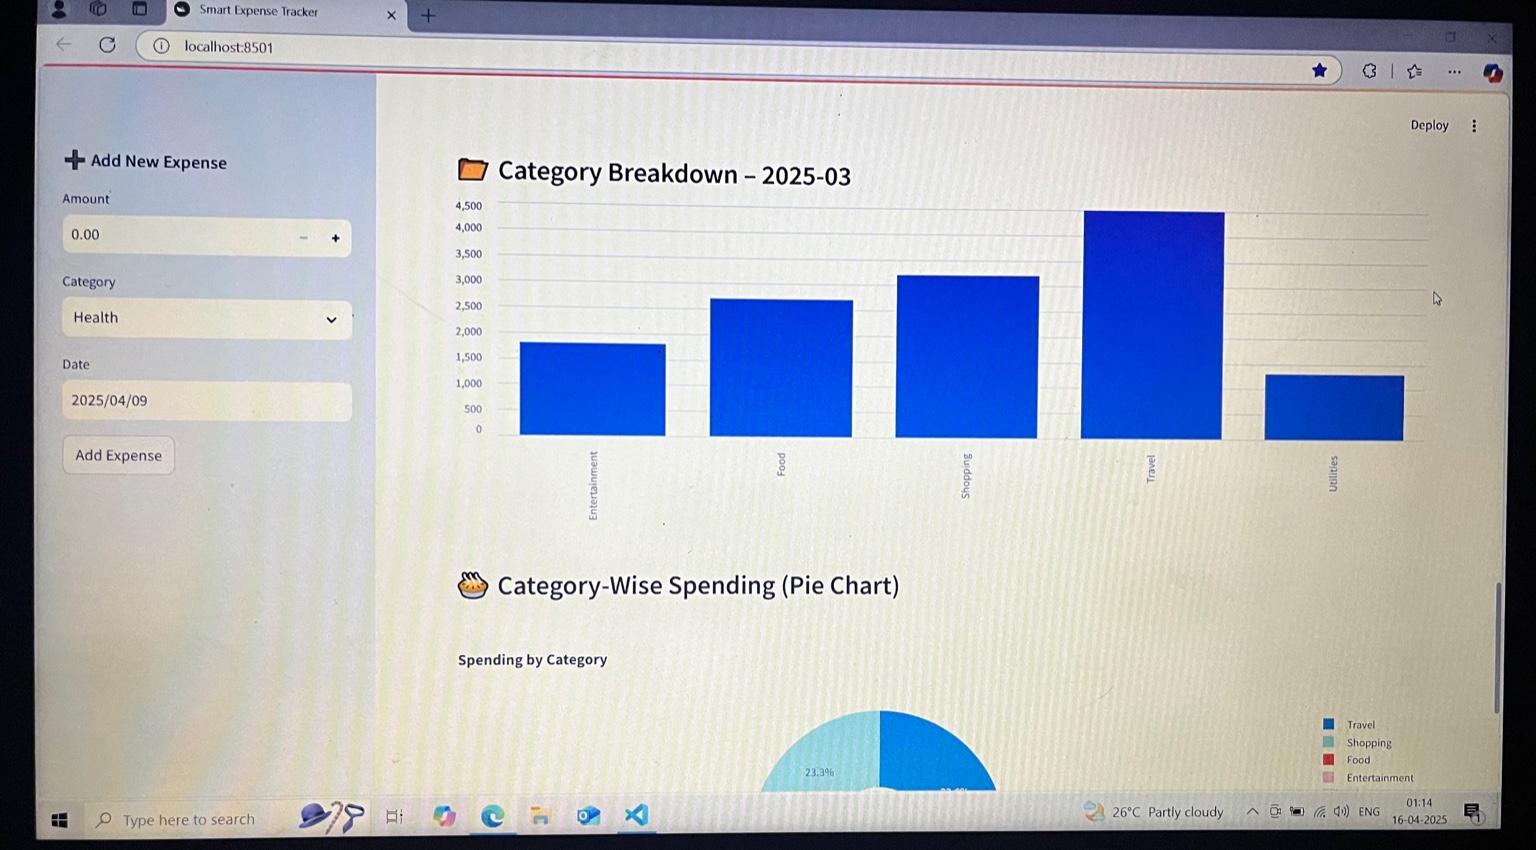 Smart Expense Tracker
localhost:8501
Deploy
Add New Expense
Amount
0.00
Category
Health
Date
2025/04/09
Add Expense
Category Breakdown – 2025-03
4,500
4,000
3,500
3,000
2,500
2,000
1,500
1,000
500
0
Entertainment
Food
Shopping
Travel
Utilities
Category-Wise Spending (Pie Chart)
Spending by Category
23.3%
Travel
Shopping
Food
Entertainment
Type here to search
26°C Partly cloudy
ENG
01:14
16-04-2025
1